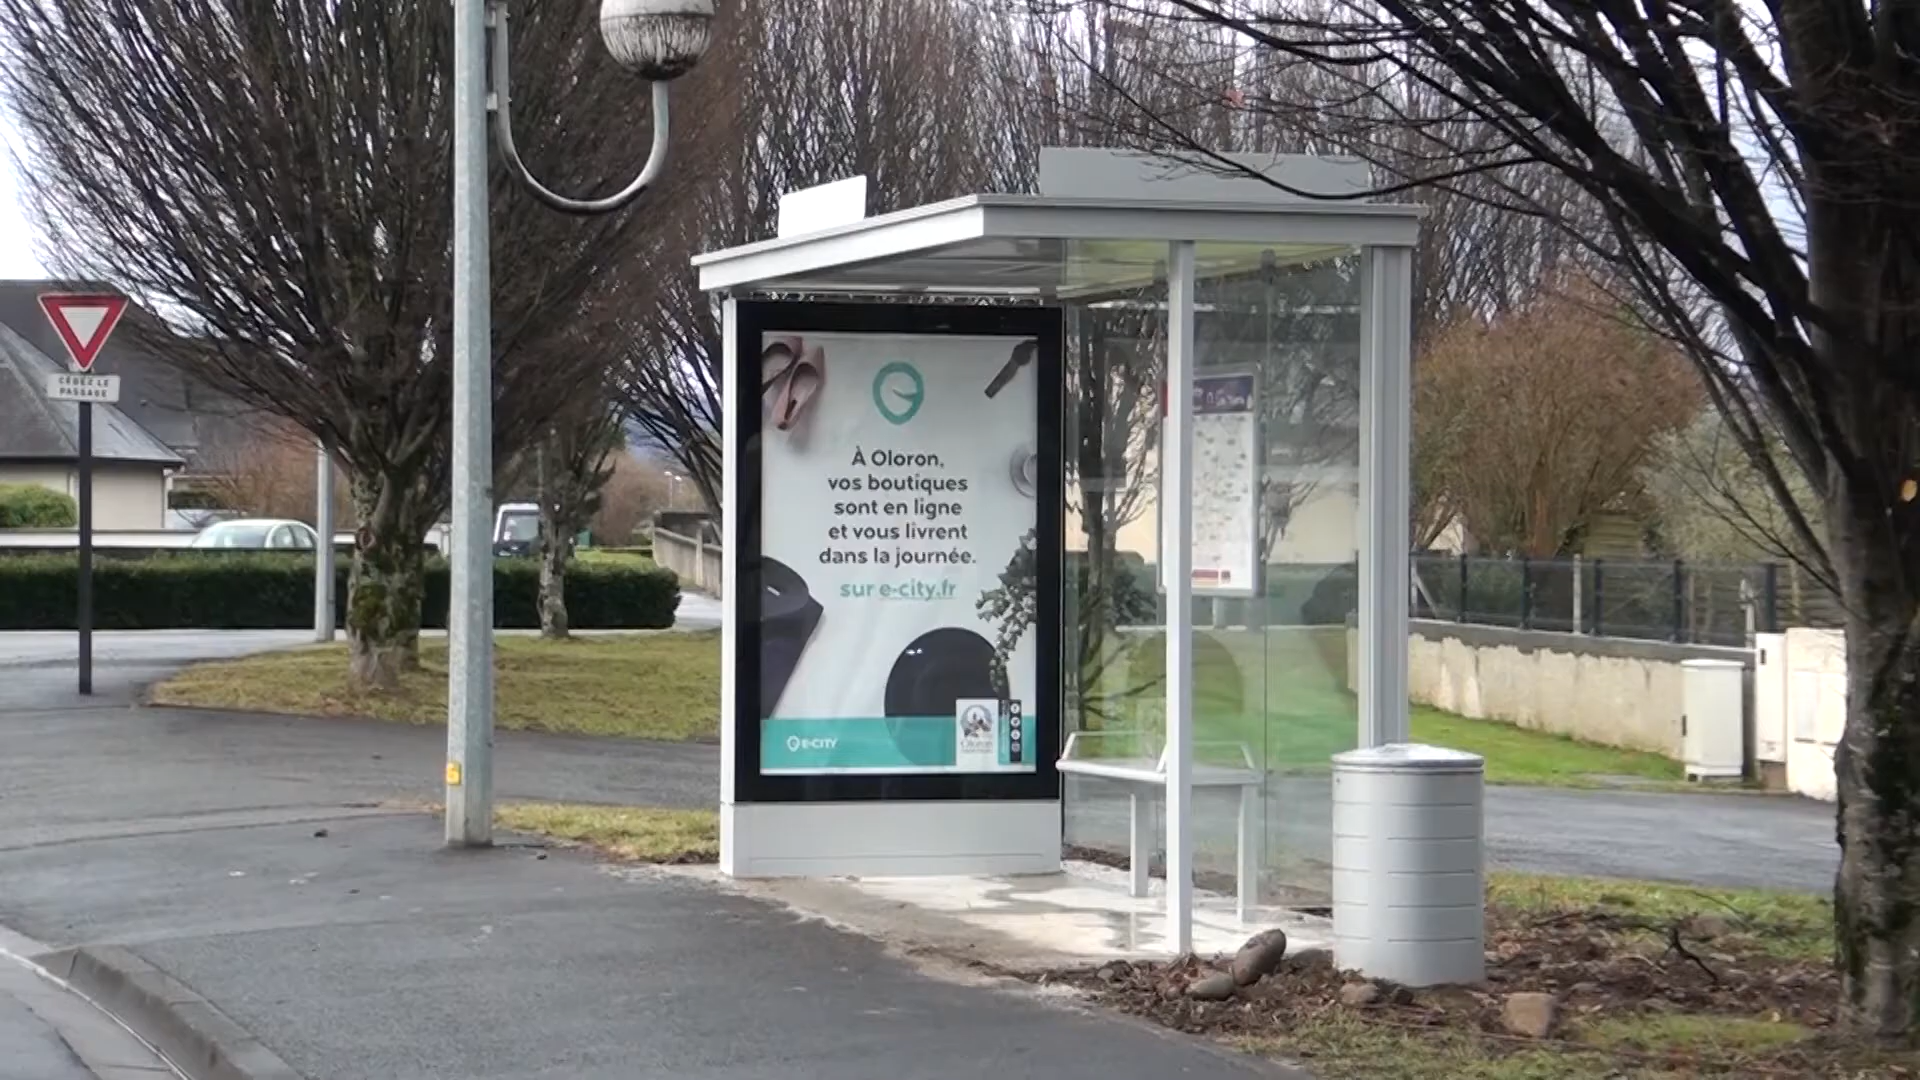 CÉDEZ LE
PASSAGE
À Oloron,
vos boutiques
sont en ligne
et vous livrent
dans la journée.
sur e-city.fr
E-CITY
Oloron